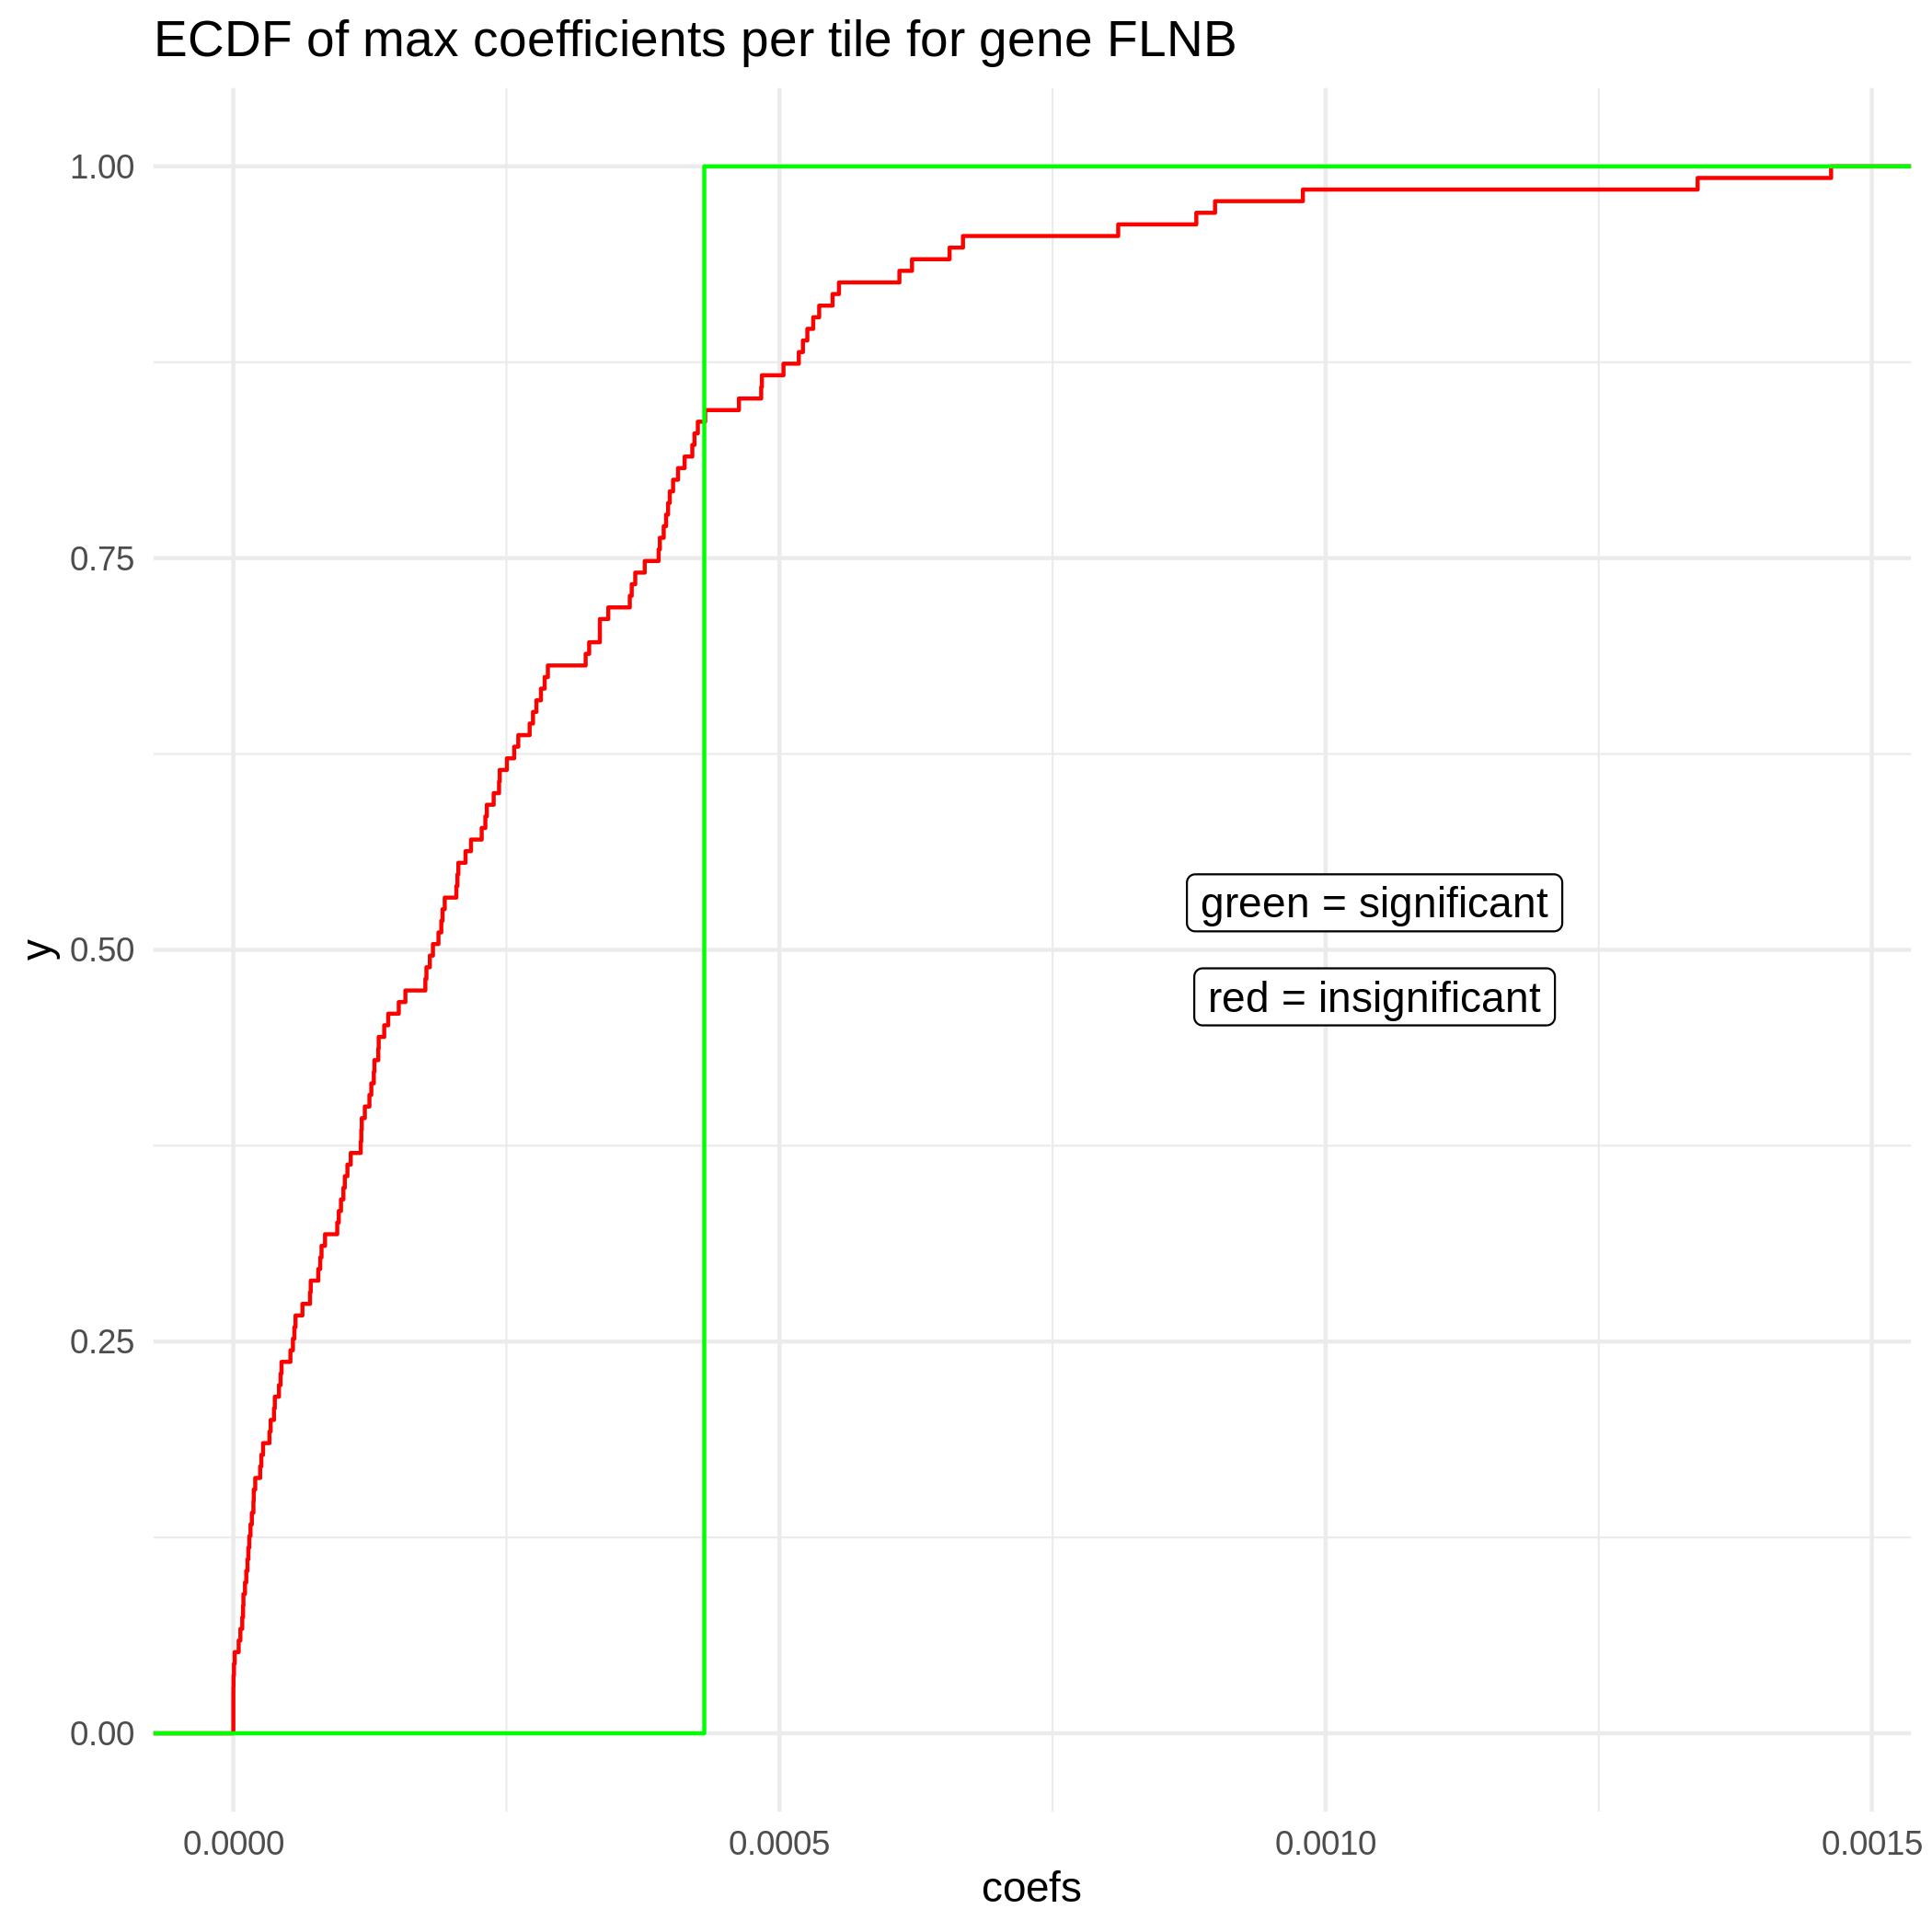 ECDF of max coefficients per tile for gene FLNB
1.00
0.75
0.50
0.25
0.00
y
green = significant
red = insignificant
0.0000 0.0005 0.0010 0.0015
coefs